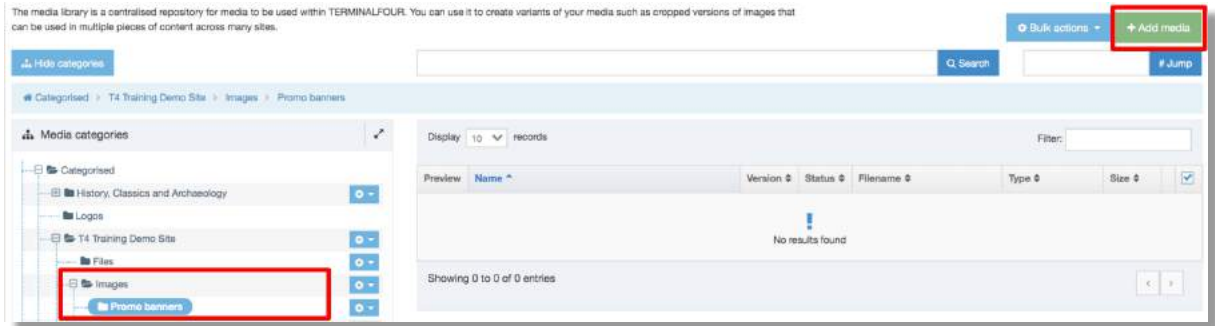 The media library is a centralised repository for media to be used within TERMINALFOUR. You can use it to create variants of your media such as cropped versions of images that
can be used in multiple pieces of content across many sites.
Bulk actions
+ Add media
Hide categories
Search
# Jump
Categorised > T4 Training Demo Site > Images > Promo banners
Media categories
Display 10 records
Filter:
Categorised
History, Classics and Archaeology
Logos
T4 Training Demo Site
Files
Images
Promo banners
Preview Name Version Status Filename Type Size
!
No results found
Showing 0 to 0 of 0 entries
< >